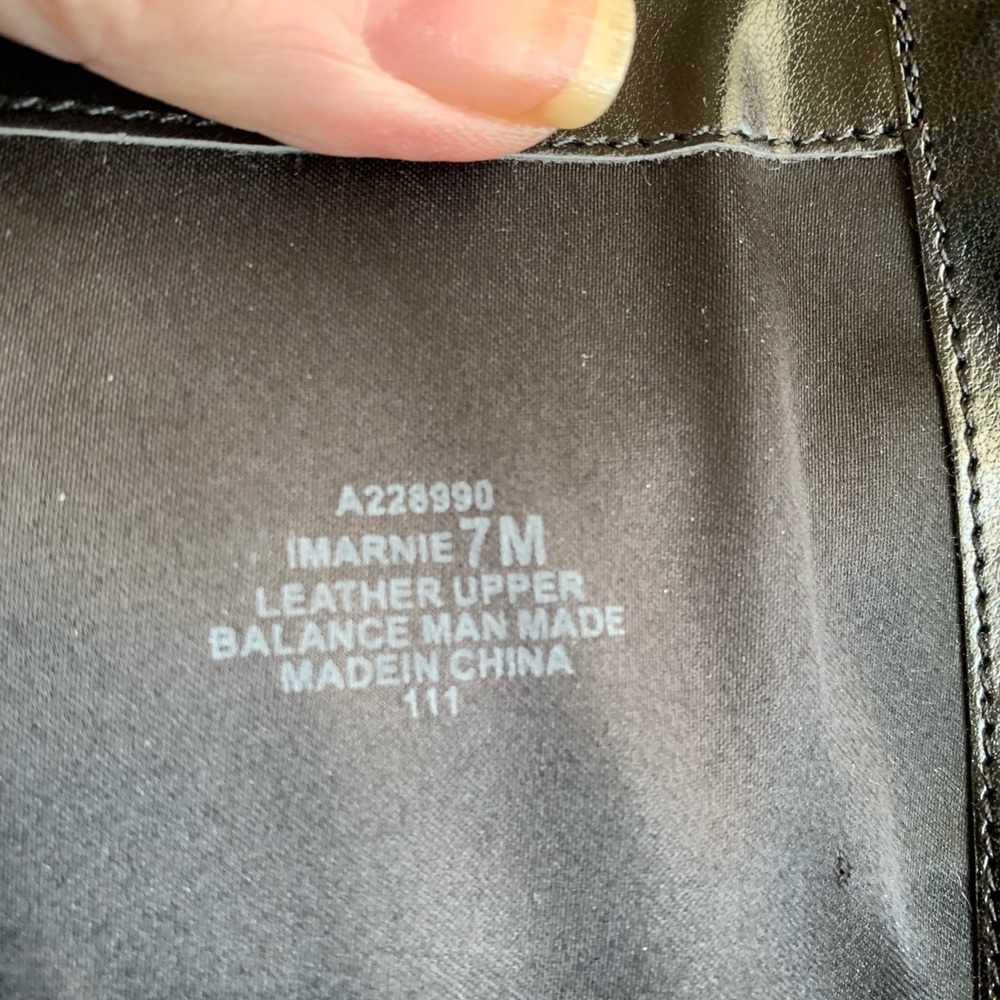 A228990
IMARNIE 7M
LEATHER UPPER
BALANCE MAN MADE
MADEIN CHINA
111